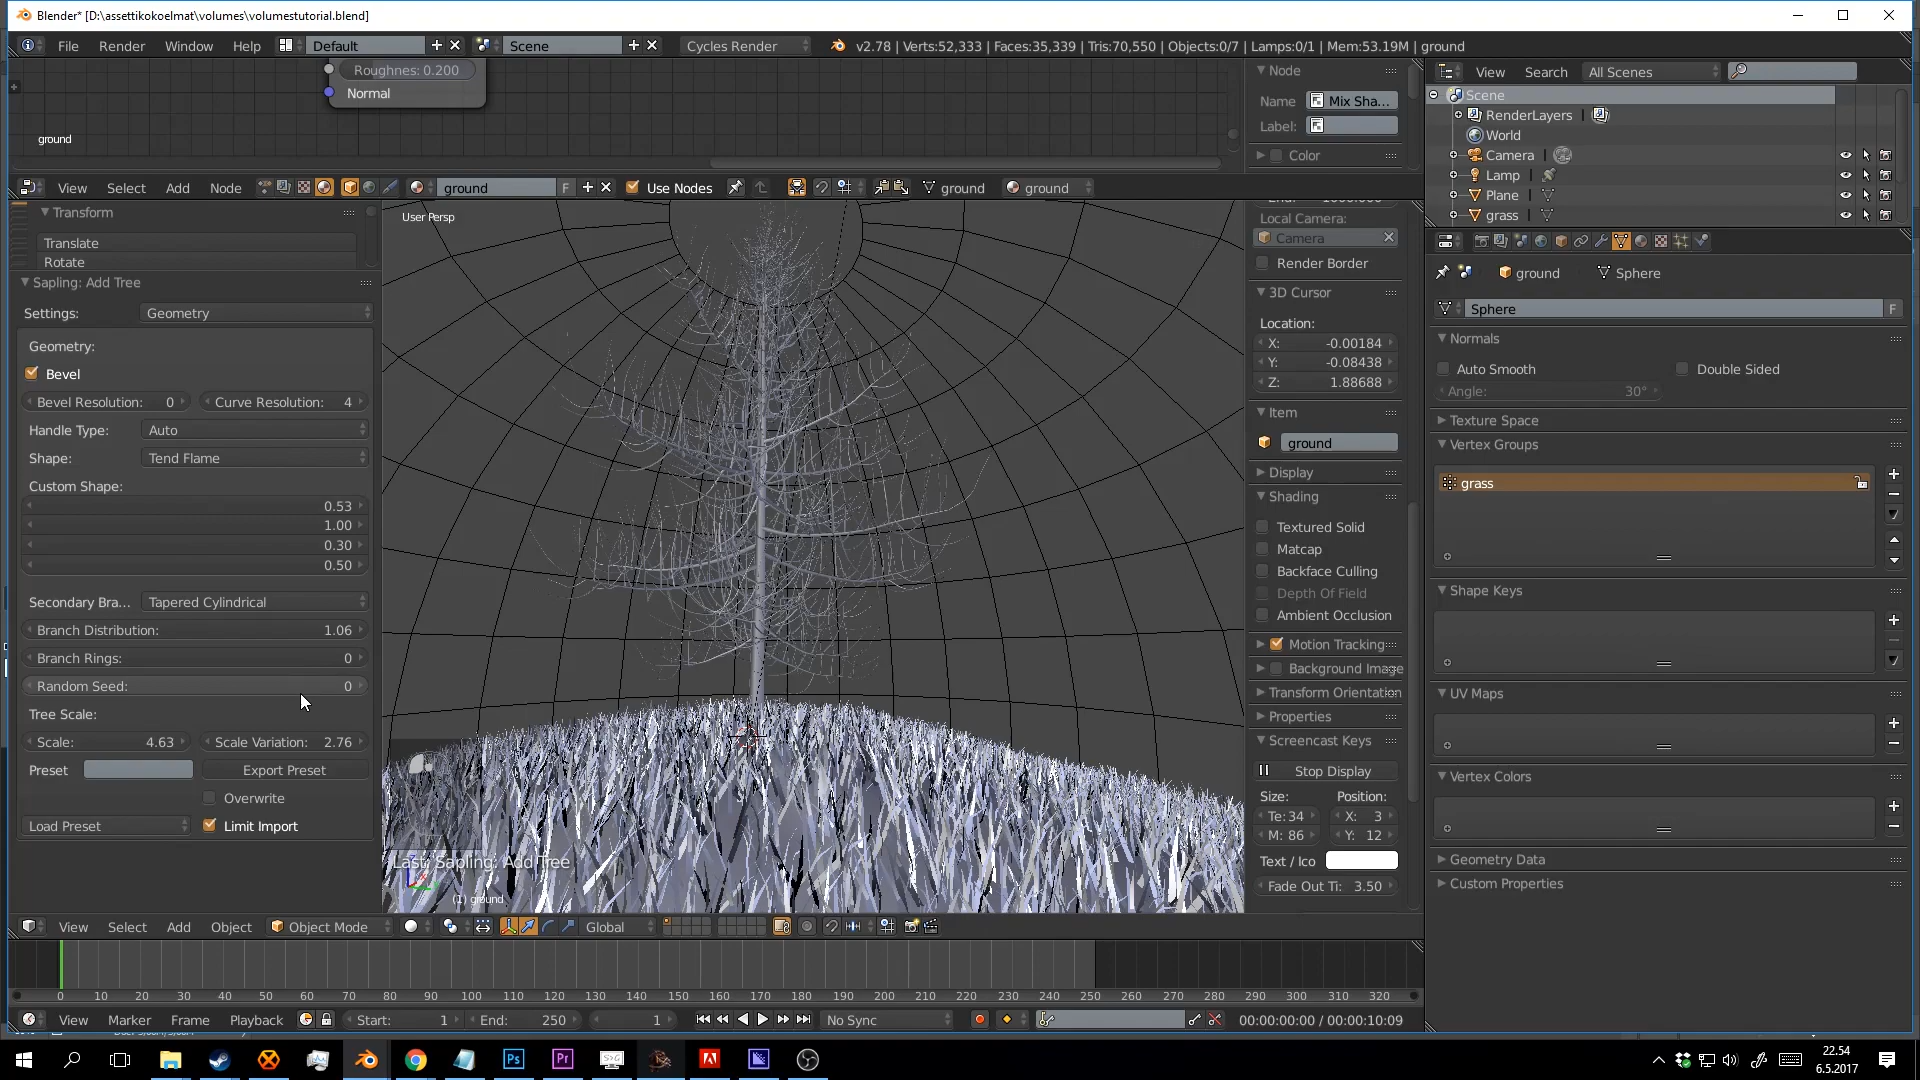 Blender* [D:\assettikokoelmat\volumes\volumestutorial.blend]
File Render Window Help Default Scene Cycles Render v2.78 | Verts:52,333 | Faces:35,339 | Tris:70,550 | Objects:0/7 | Lamps:0/1 | Mem:53.19M | ground
Roughnes: 0.200
Normal
ground
Node
Name Mix Sha...
Label:
Color
View Select Add Node ground F Use Nodes ground ground
Transform
Translate
Rotate
Sapling: Add Tree
Settings: Geometry
Geometry:
Bevel
Bevel Resolution: 0 Curve Resolution: 4
Handle Type: Auto
Shape: Tend Flame
Custom Shape:
0.53
1.00
0.30
0.50
Secondary Bra... Tapered Cylindrical
Branch Distribution: 1.06
Branch Rings: 0
Random Seed: 0
Tree Scale:
Scale: 4.63 Scale Variation: 2.76
Preset Export Preset
Overwrite
Load Preset Limit Import
User Persp
Last: Sapling: Add Tree
(1) ground
Local Camera:
Camera
Render Border
3D Cursor
Location:
X: -0.00184
Y: -0.08438
Z: 1.88688
Item
ground
Display
Shading
Textured Solid
Matcap
Backface Culling
Depth Of Field
Ambient Occlusion
Motion Tracking
Background Image
Transform Orientation
Properties
Screencast Keys
Stop Display
Size: Position:
Te: 34 X: 3
M: 86 Y: 12
Text / Ico
Fade Out Ti: 3.50
View Search All Scenes
Scene
RenderLayers
World
Camera
Lamp
Plane
grass
ground Sphere
Sphere F
Normals
Auto Smooth Double Sided
Angle: 30°
Texture Space
Vertex Groups
grass
Shape Keys
UV Maps
Vertex Colors
Geometry Data
Custom Properties
View Select Add Object Object Mode Global
0 10 20 30 40 50 60 70 80 90 100 110 120 130 140 150 160 170 180 190 200 210 220 230 240 250 260 270 280 290 300 310 320
View Marker Frame Playback Start: 1 End: 250 1 No Sync 00:00:00:00 / 00:00:10:09
Ps Pr
22.54
6.5.2017